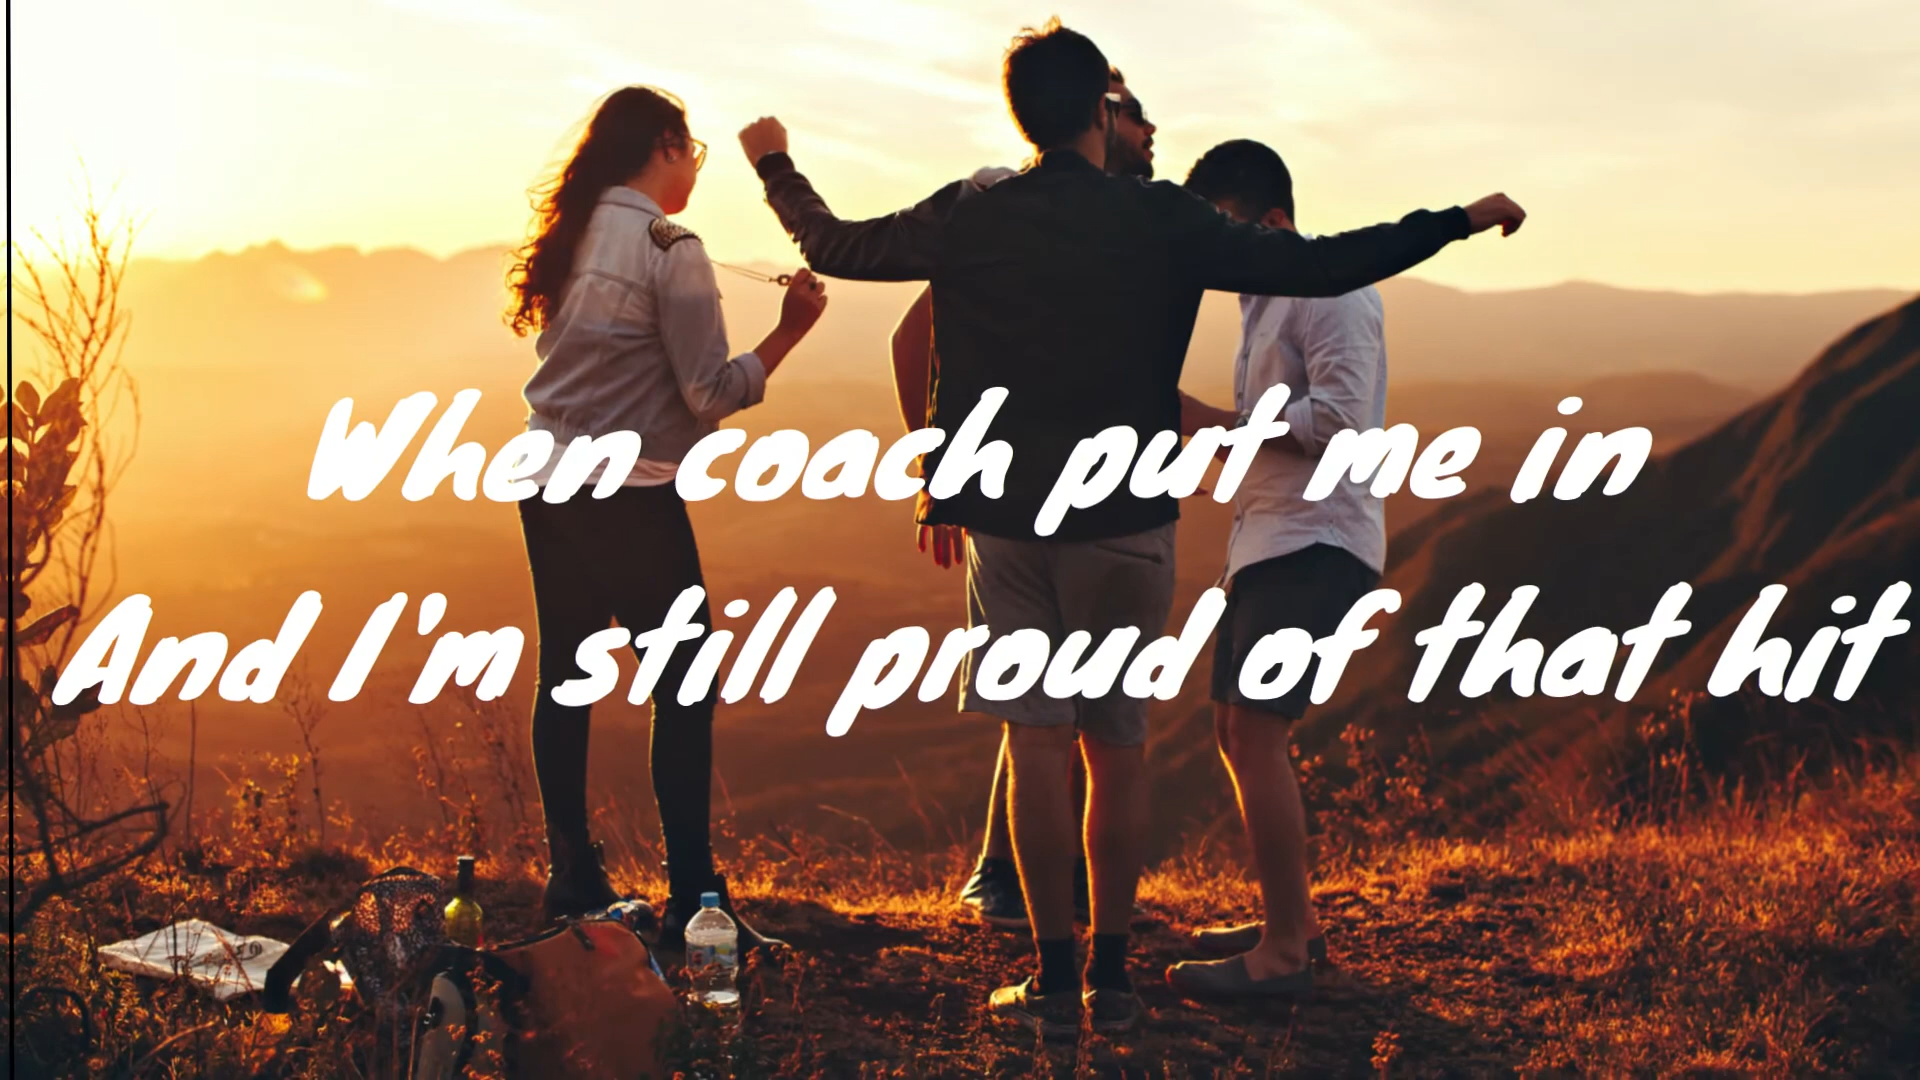 When coach put me in
And I'm still proud of that hit